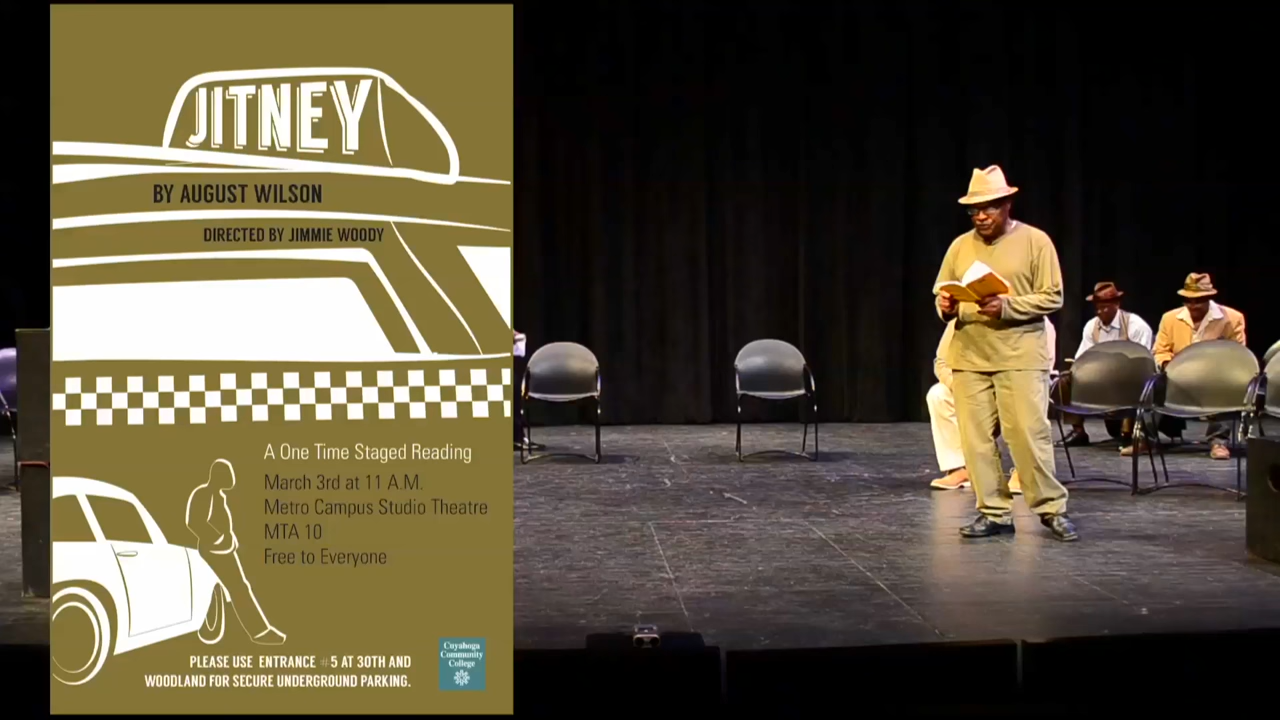 JITNEY
BY AUGUST WILSON
DIRECTED BY JIMMIE WOODY
A One Time Staged Reading
March 3rd at 11 A.M.
Metro Campus Studio Theatre
MTA 10
Free to Everyone
PLEASE USE ENTRANCE #5 AT 30TH AND
WOODLAND FOR SECURE UNDERGROUND PARKING.
Cuyahoga
Community
College